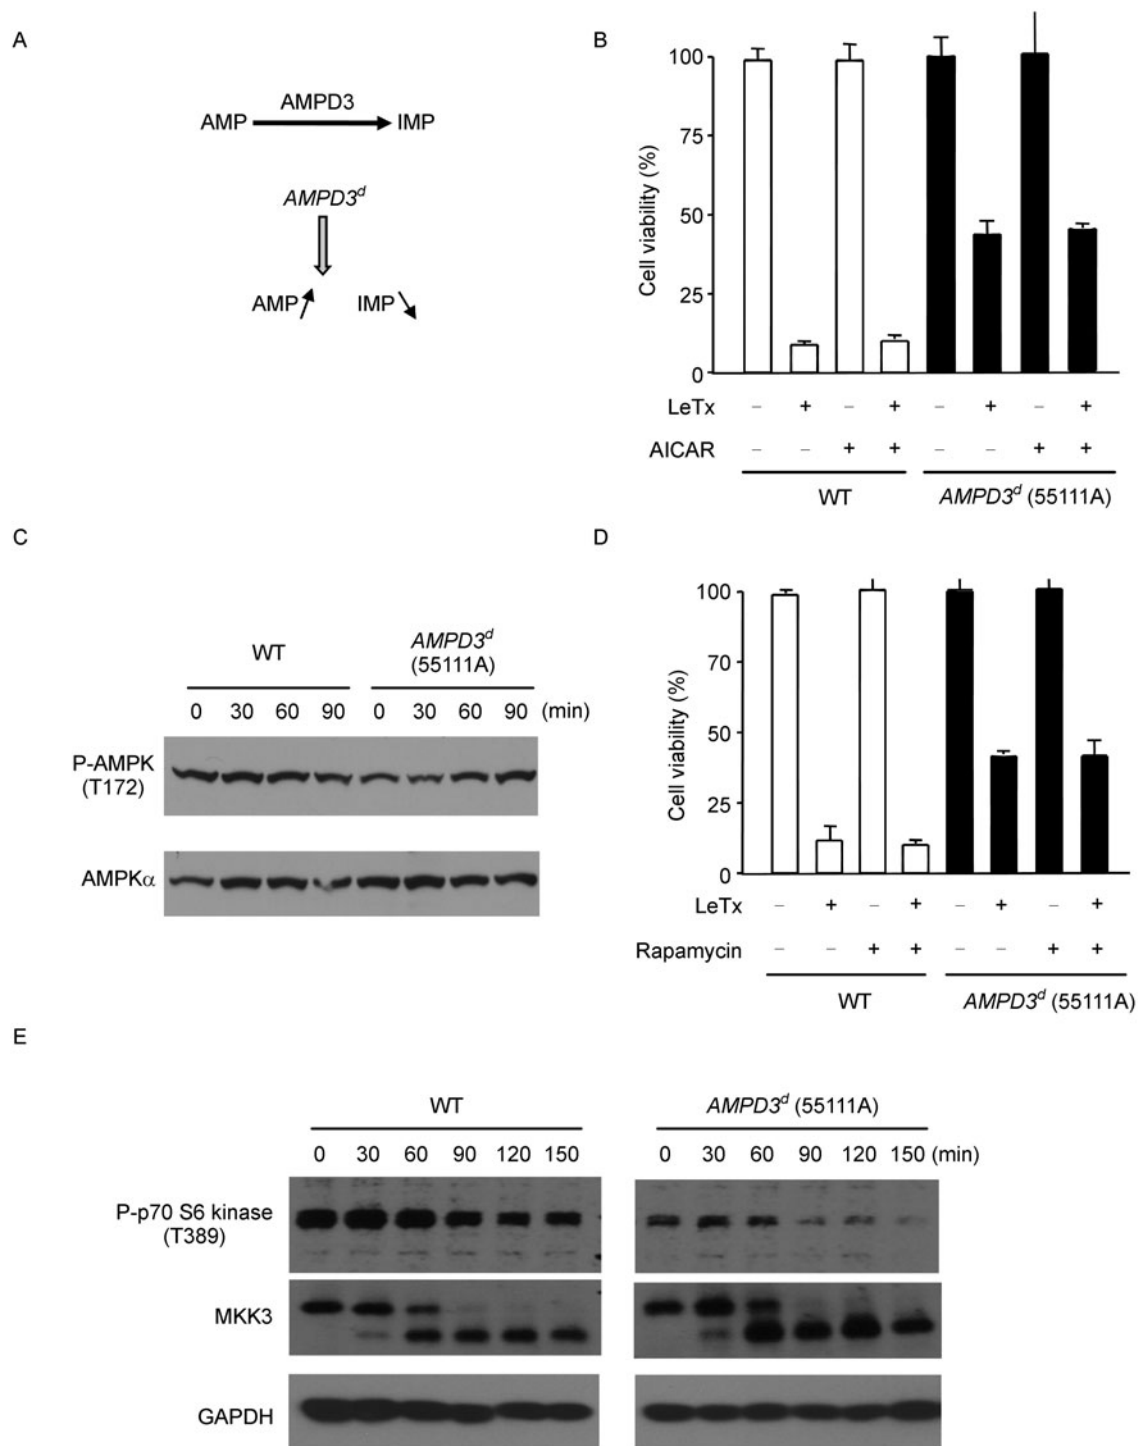 A
AMPD3
AMP IMP
AMPD3d
AMP IMP
B
Cell viability (%)
100
75
50
25
0
LeTx – + – + – + – +
AICAR – – + + – – + +
WT AMPD3d (55111A)
C
WT AMPD3d
(55111A)
0 30 60 90 0 30 60 90 (min)
P-AMPK
(T172)
AMPKα
D
Cell viability (%)
100
70
50
25
0
LeTx – + – + – + – +
Rapamycin – – + + – – + +
WT AMPD3d (55111A)
E
WT AMPD3d (55111A)
0 30 60 90 120 150 0 30 60 90 120 150 (min)
P-p70 S6 kinase
(T389)
MKK3
GAPDH